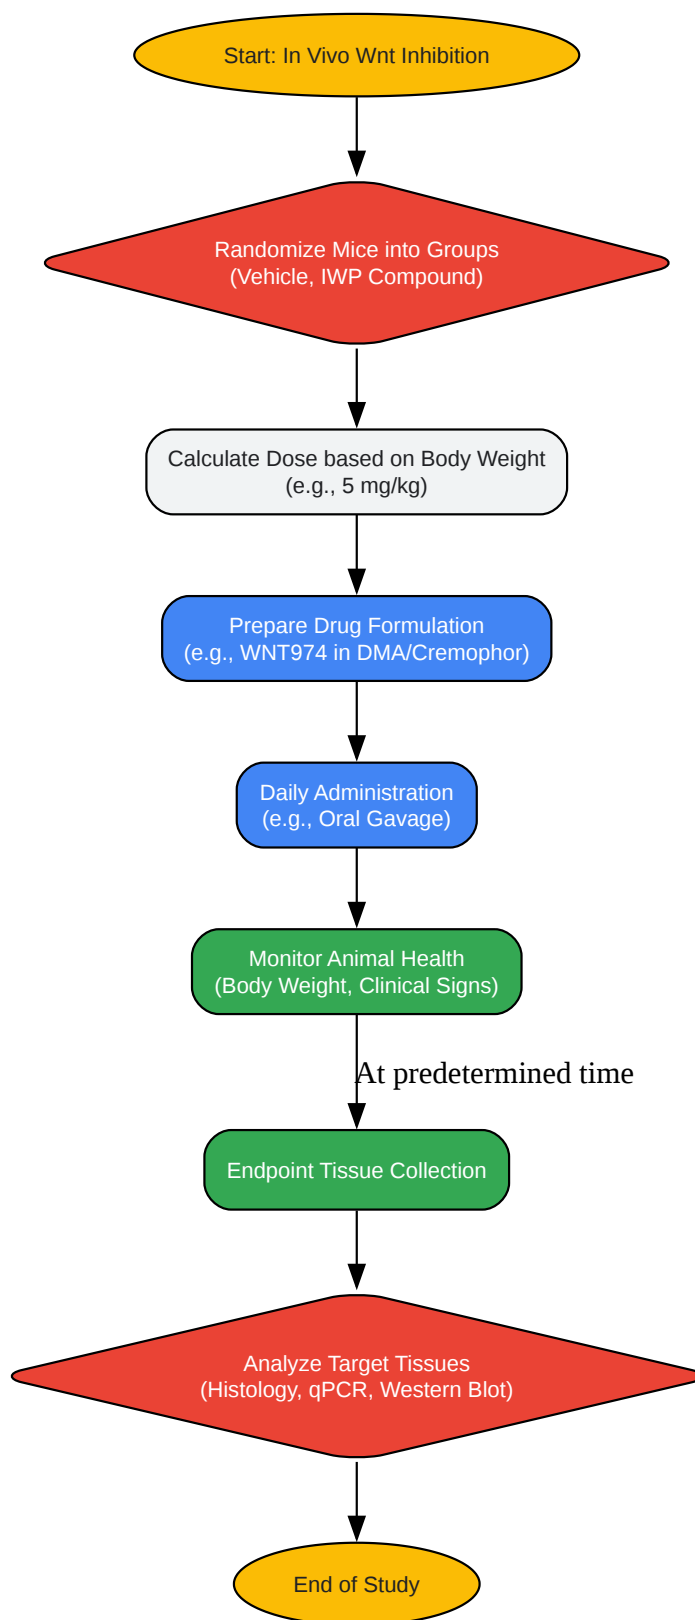 Start: In Vivo Wnt Inhibition
Randomize Mice into Groups
(Vehicle, IWP Compound)
Calculate Dose based on Body Weight
(e.g., 5 mg/kg)
Prepare Drug Formulation
(e.g., WNT974 in DMA/Cremophor)
Daily Administration
(e.g., Oral Gavage)
Monitor Animal Health
(Body Weight, Clinical Signs)
At predetermined time
Endpoint Tissue Collection
Analyze Target Tissues
(Histology, qPCR, Western Blot)
End of Study